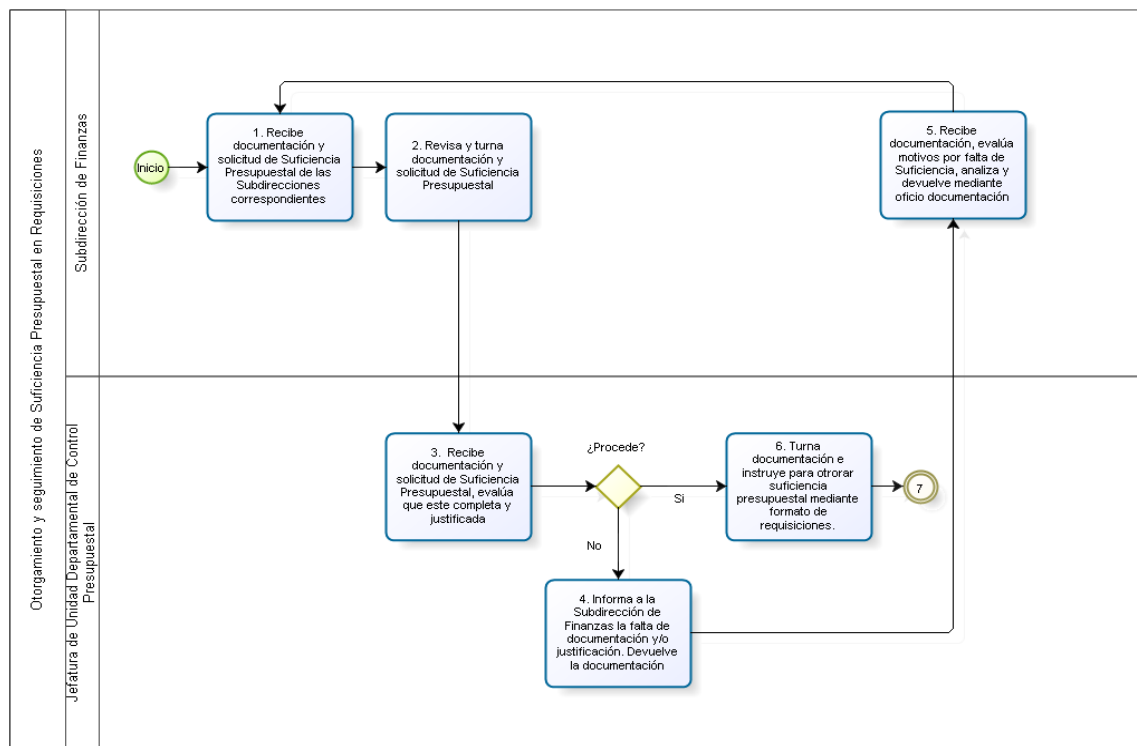 Otorgamiento y seguimiento de Suficiencia Presupuestal en Requisiciones
Subdirección de Finanzas
Inicio
1. Recibe
documentación y
solicitud de Suficiencia
Presupuestal de las
Subdirecciones
correspondientes
2. Revisa y turna
documentación y
solicitud de Suficiencia
Presupuestal
5. Recibe
documentación, evalúa
motivos por falta de
Suficiencia, analiza y
devuelve mediante
oficio documentación
Jefatura de Unidad Departamental de Control
Presupuestal
3. Recibe
documentación y
solicitud de Suficiencia
Presupuestal, evalúa
que este completa y
justificada
¿Procede?
Si
No
6. Turna
documentación e
instruye para otrorar
suficiencia
presupuestal mediante
formato de
requisiciones.
7
4. Informa a la
Subdirección de
Finanzas la falta de
documentación y/o
justificación. Devuelve
la documentación